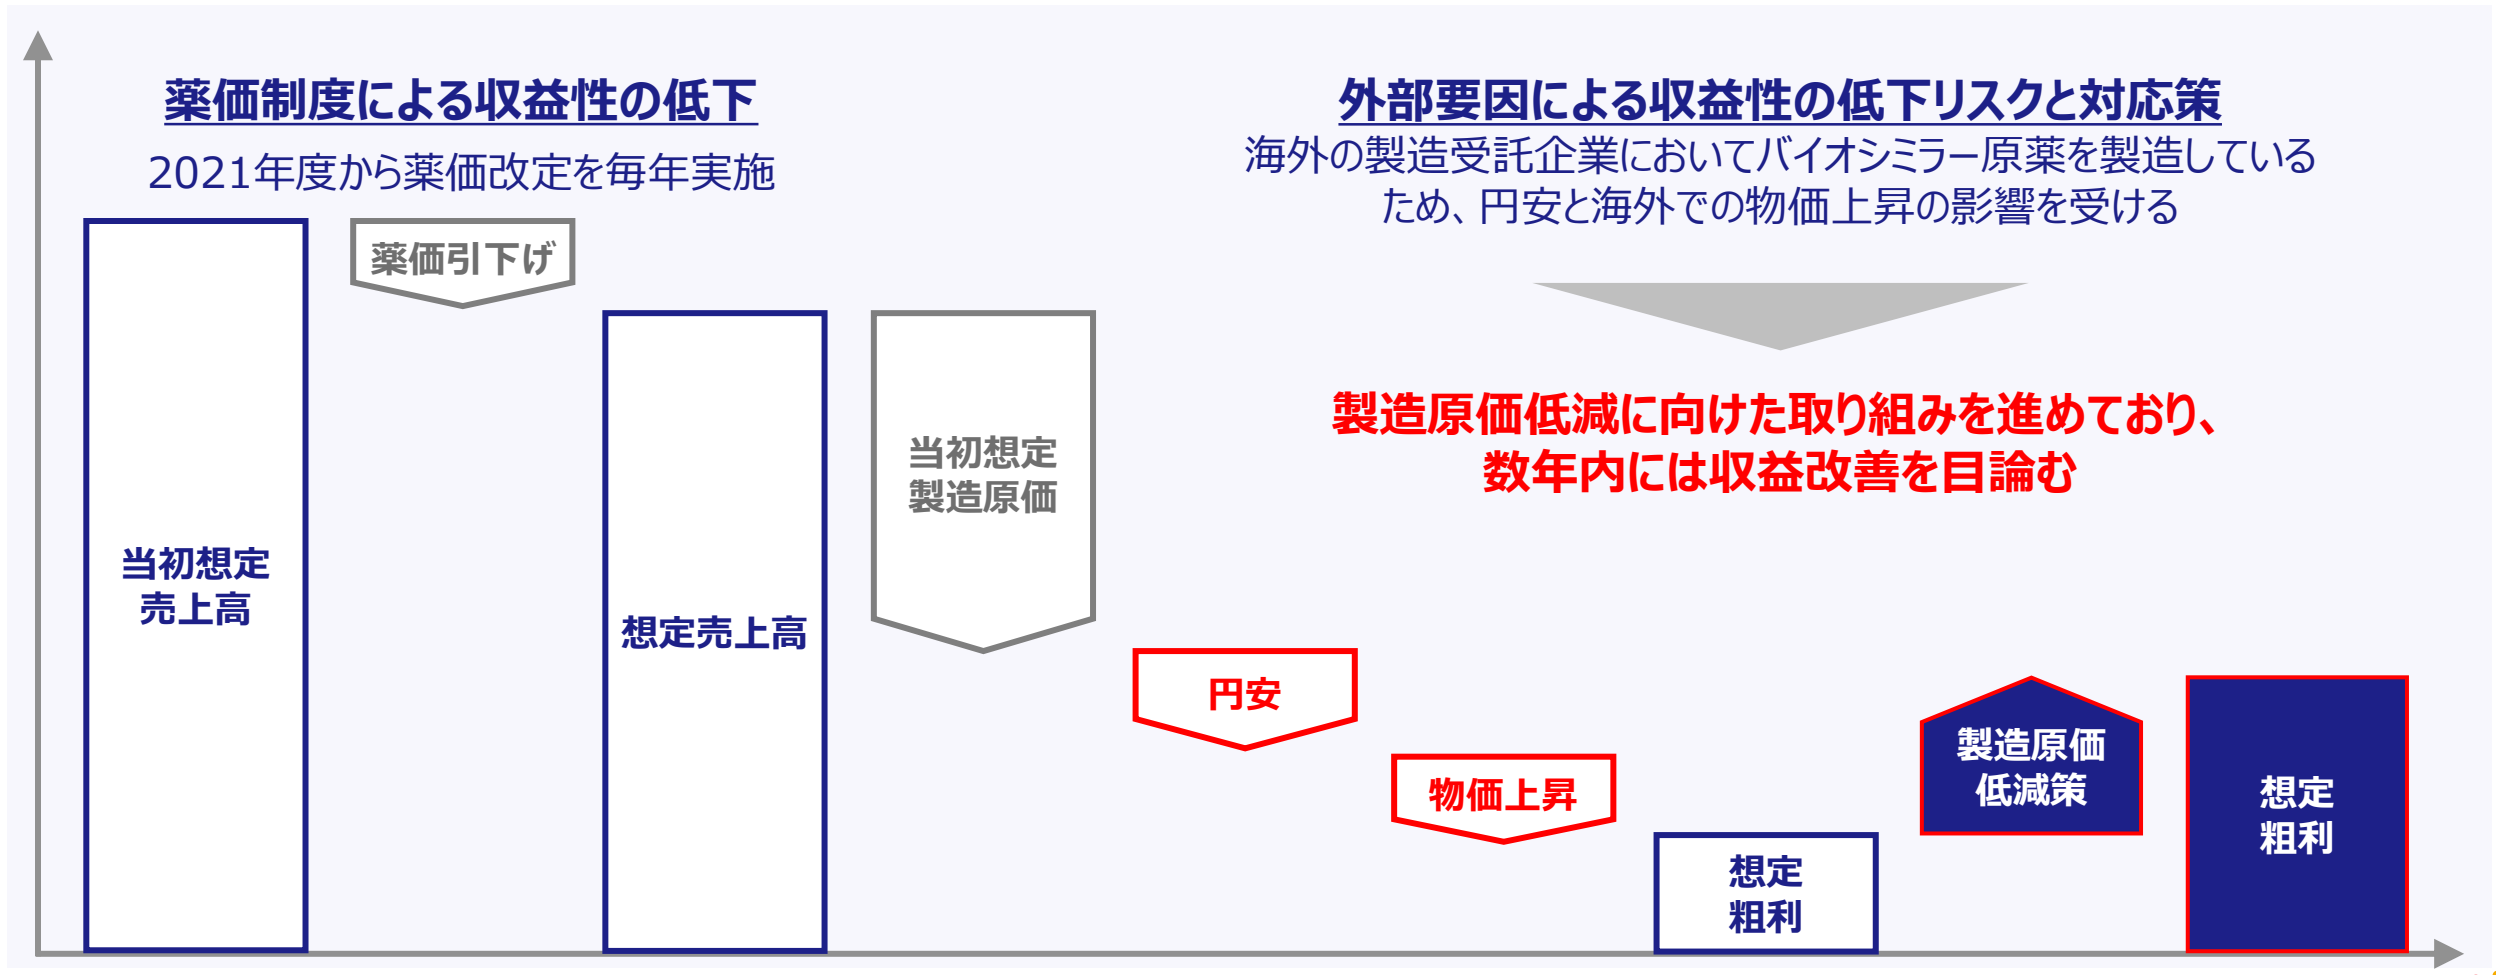 薬価制度による収益性の低下
2021年度から薬価改定を毎年実施
外部要因による収益性の低下リスクと対応策
海外の製造受託企業においてバイオシミラー原薬を製造している
ため、円安と海外での物価上昇の影響を受ける
薬価引下げ
製造原価低減に向けた取り組みを進めており、
数年内には収益改善を目論む
当初想定
売上高
想定売上高
当初想定
製造原価
円安
物価上昇
想定
粗利
製造原価
低減策
想定
粗利